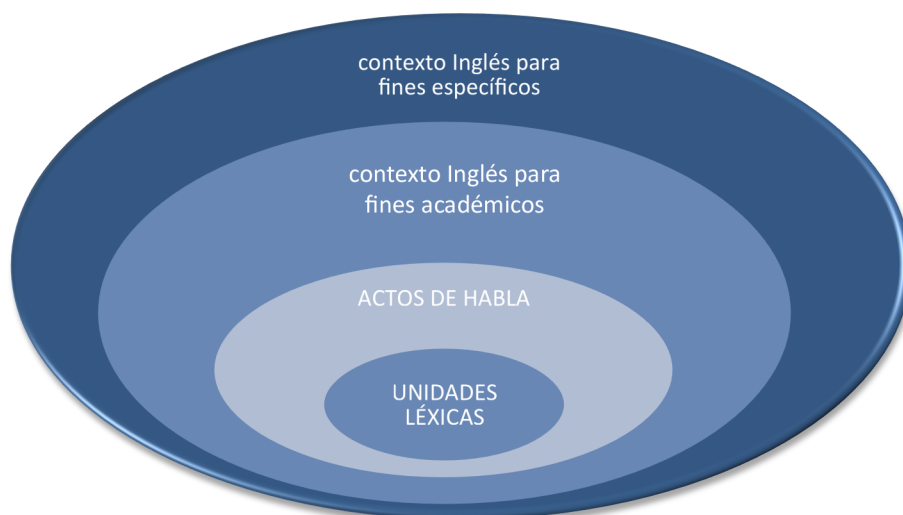 contexto Inglés para
fines específicos
contexto Inglés para
fines académicos
ACTOS DE HABLA
UNIDADES
LÉXICAS